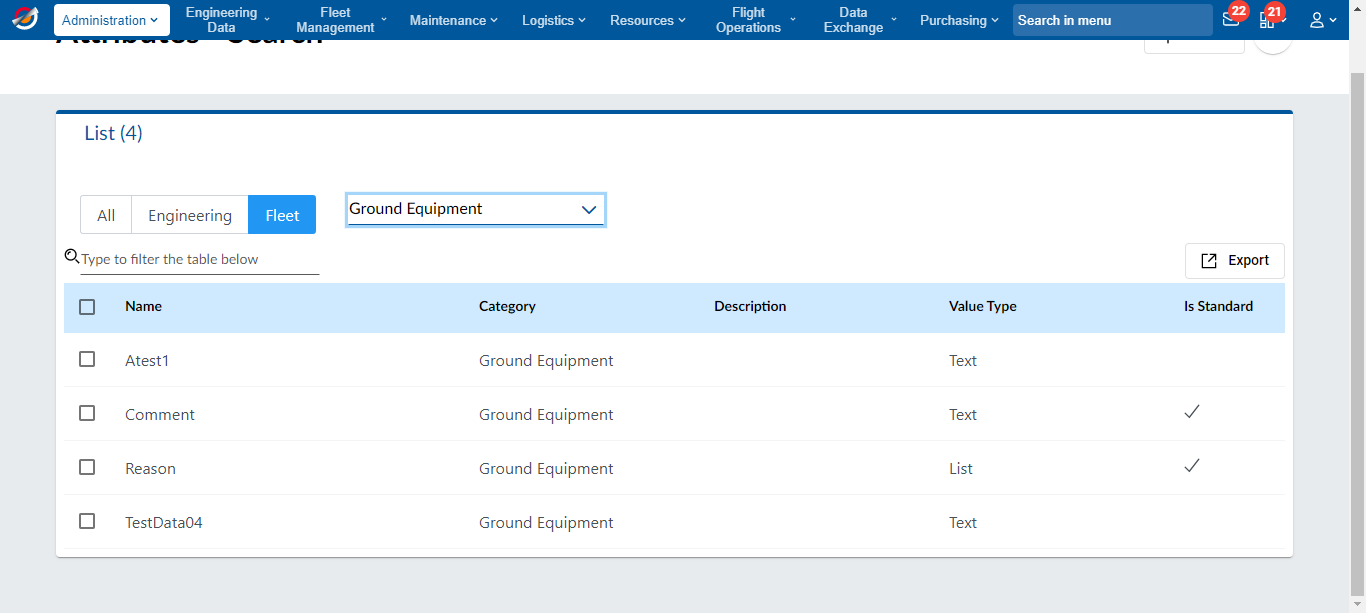 Administration
Engineering Data
Fleet Management
Maintenance
Logistics
Resources
Flight Operations
Data Exchange
Purchasing
Search in menu
22
21
Attributes - Search
List (4)
All
Engineering
Fleet
Ground Equipment
Type to filter the table below
Export
Name Category Description Value Type Is Standard
Atest1 Ground Equipment Text
Comment Ground Equipment Text
Reason Ground Equipment List
TestData04 Ground Equipment Text